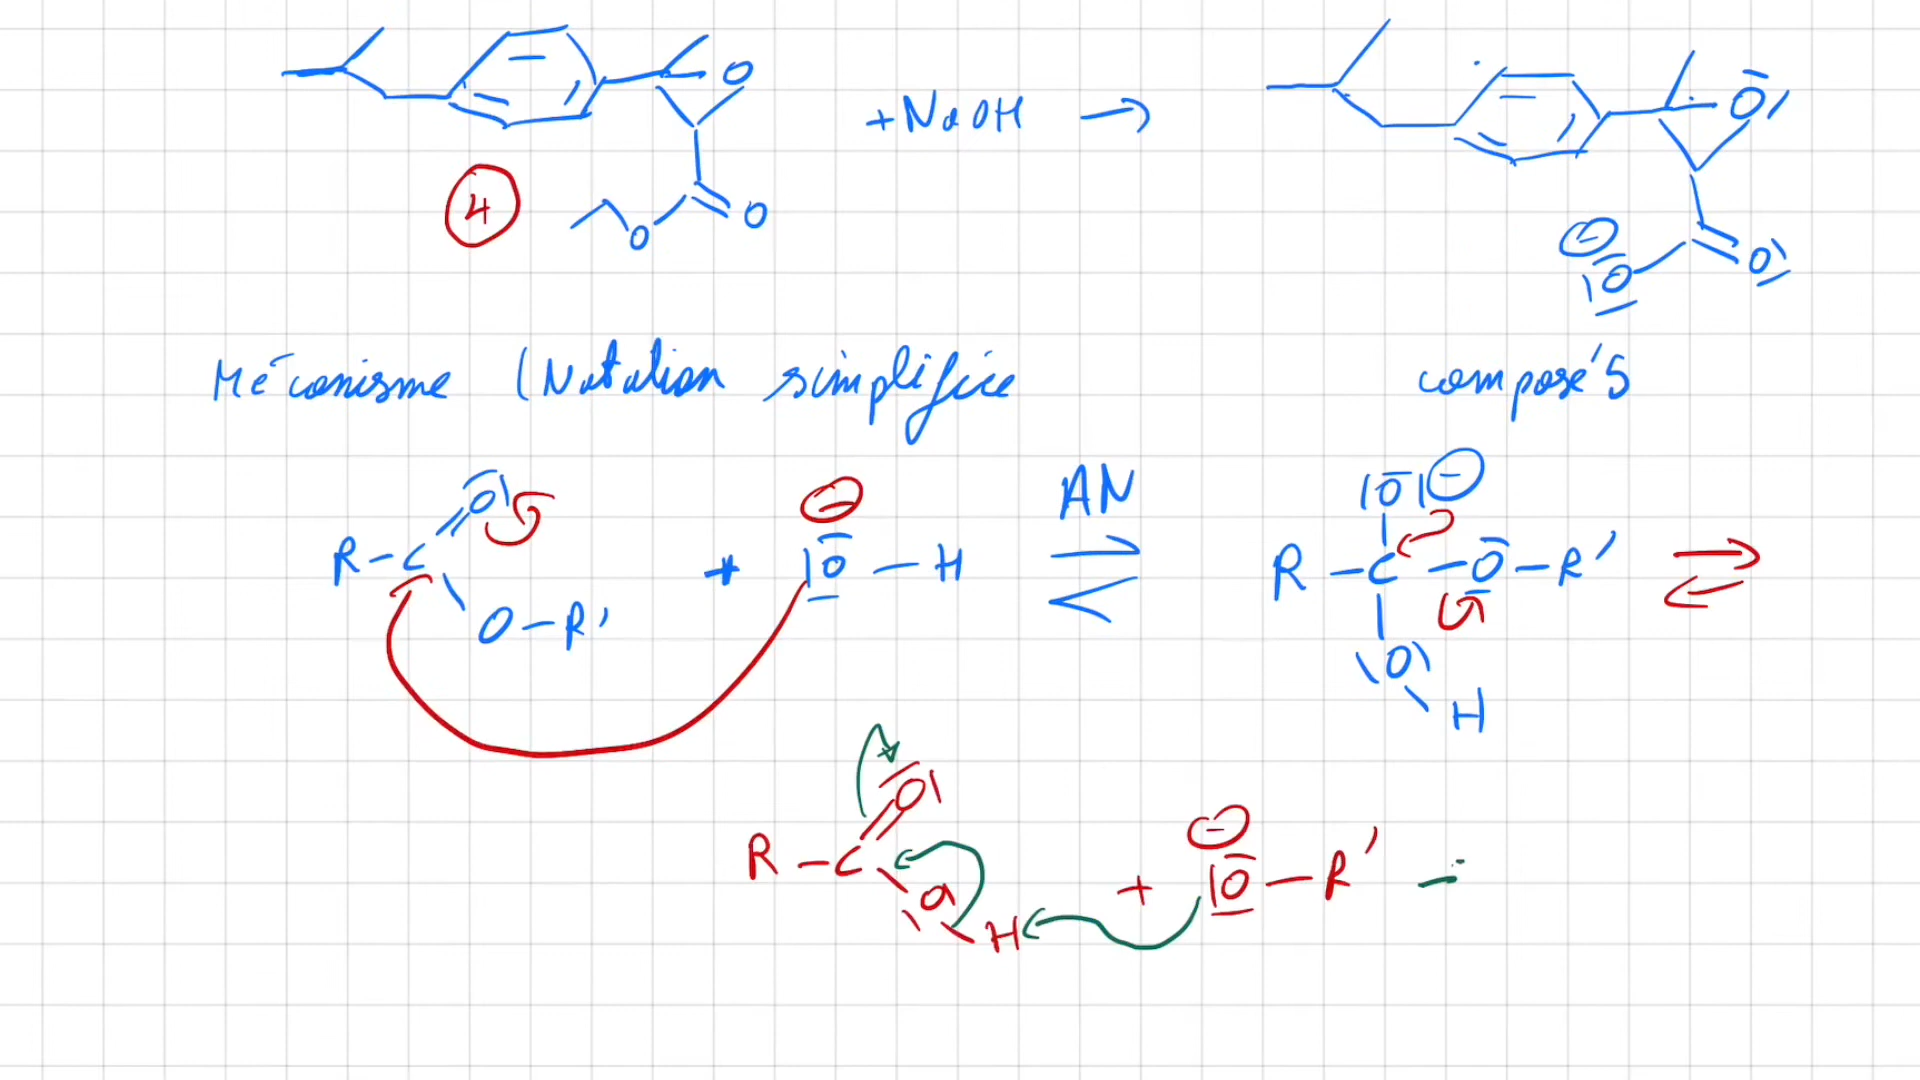 O
+NaOH →
O
④
O
O
⊖
O
O
Mécanisme (Notation simplifiée
composé 5
O
R-C
O-R'
+
⊖
O-H
AN
⇌
O ⊖
R-C-O-R'
O
H
⇌
O
R-C
O
H
+
⊖
O-R'